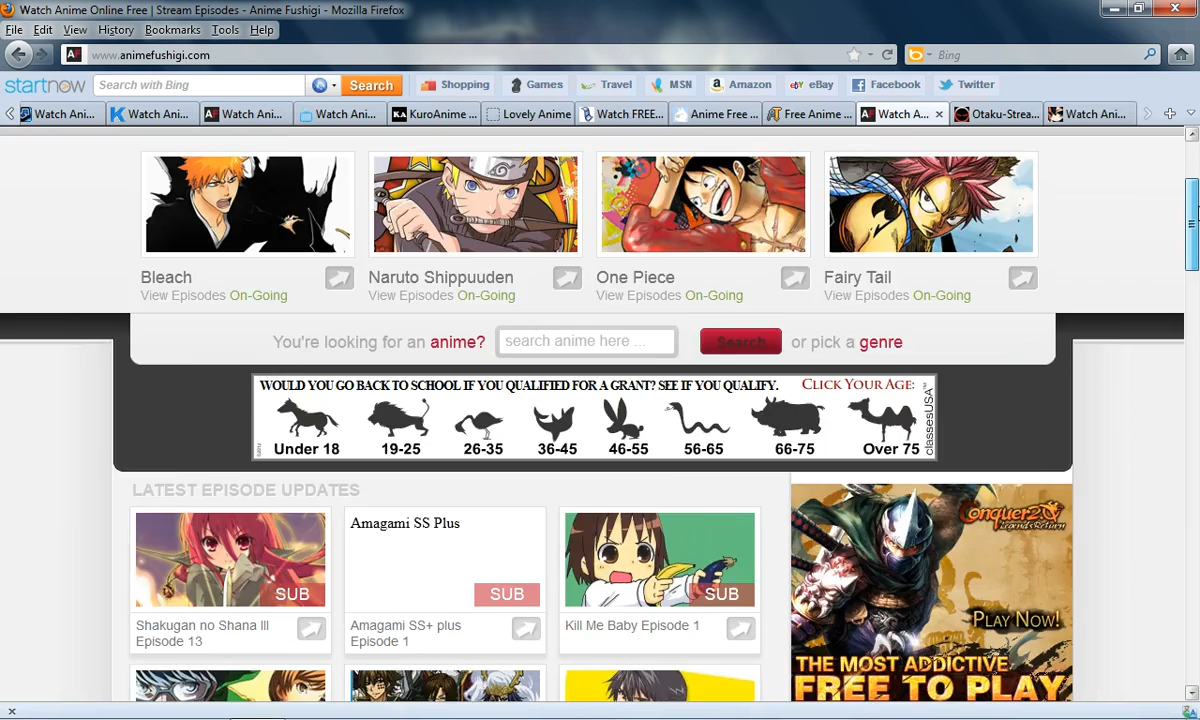 Watch Anime Online Free | Stream Episodes - Anime Fushigi - Mozilla Firefox
File Edit View History Bookmarks Tools Help
AF www.animefushigi.com Bing
startnow Search with Bing Search Shopping Games Travel MSN Amazon eBay Facebook Twitter
Watch Ani... Watch Ani... Watch Ani... Watch Ani... KuroAnime ... Lovely Anime Watch FREE... Anime Free ... Free Anime ... Watch A... Otaku-Strea... Watch Ani...
Bleach Naruto Shippuuden One Piece Fairy Tail
View Episodes On-Going View Episodes On-Going View Episodes On-Going View Episodes On-Going
You're looking for an anime? search anime here ... Search or pick a genre
WOULD YOU GO BACK TO SCHOOL IF YOU QUALIFIED FOR A GRANT? SEE IF YOU QUALIFY. CLICK YOUR AGE:
classesUSA™
Under 18 19-25 26-35 36-45 46-55 56-65 66-75 Over 75
LATEST EPISODE UPDATES
Conquer2.0
Amagami SS Plus
SUB SUB SUB
Shakugan no Shana III
Episode 13
Amagami SS+ plus
Episode 1
Kill Me Baby Episode 1
PLAY NOW!
THE MOST ADDICTIVE
FREE TO PLAY